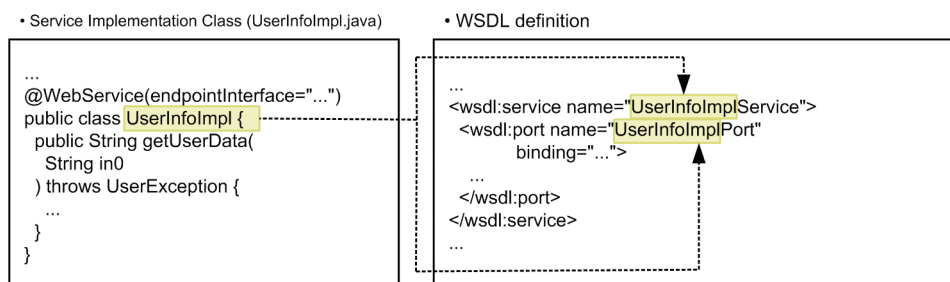 • Service Implementation Class (UserInfoImpl.java)
...
@WebService(endpointInterface="...")
public class UserInfoImpl {
public String getUserData(
String in0
) throws UserException {
...
}
}
• WSDL definition
...
<wsdl:service name="UserInfoImplService">
<wsdl:port name="UserInfoImplPort"
binding="...">
...
</wsdl:port>
</wsdl:service>
...